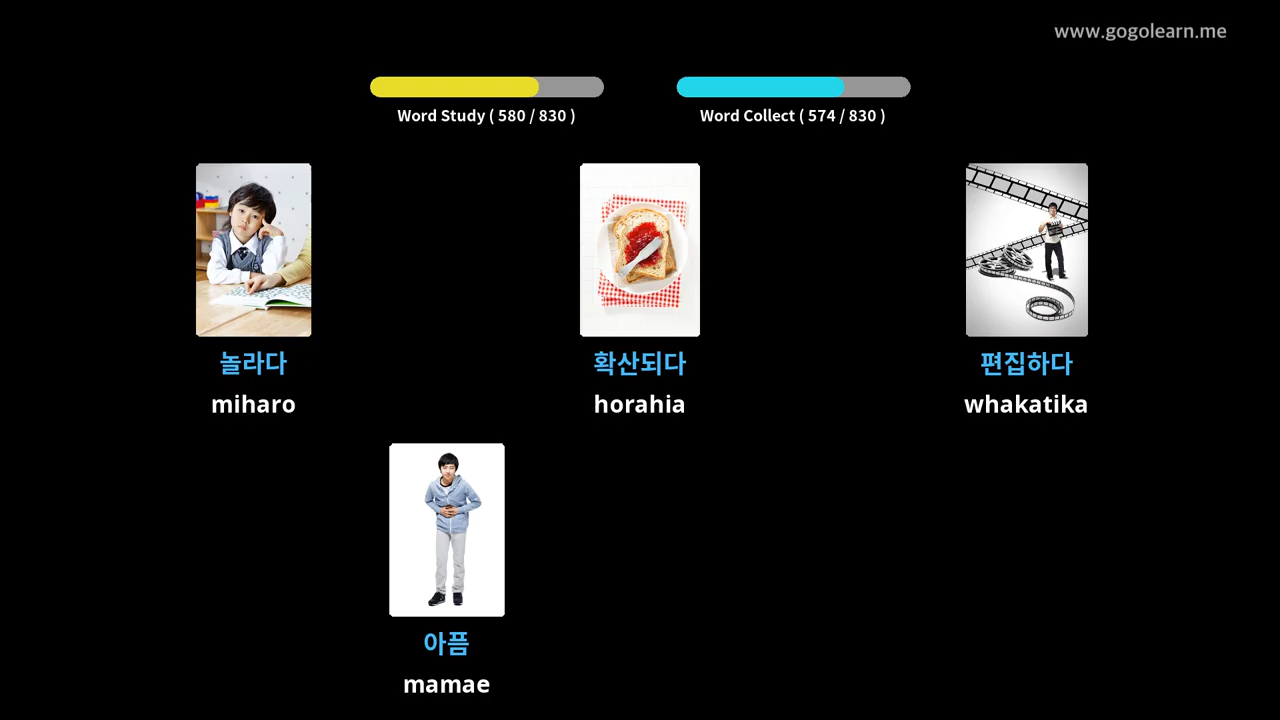 www.gogolearn.me
Word Study ( 580 / 830 )
Word Collect ( 574 / 830 )
놀라다
miharo
확산되다
horahia
편집하다
whakatika
아픔
mamae